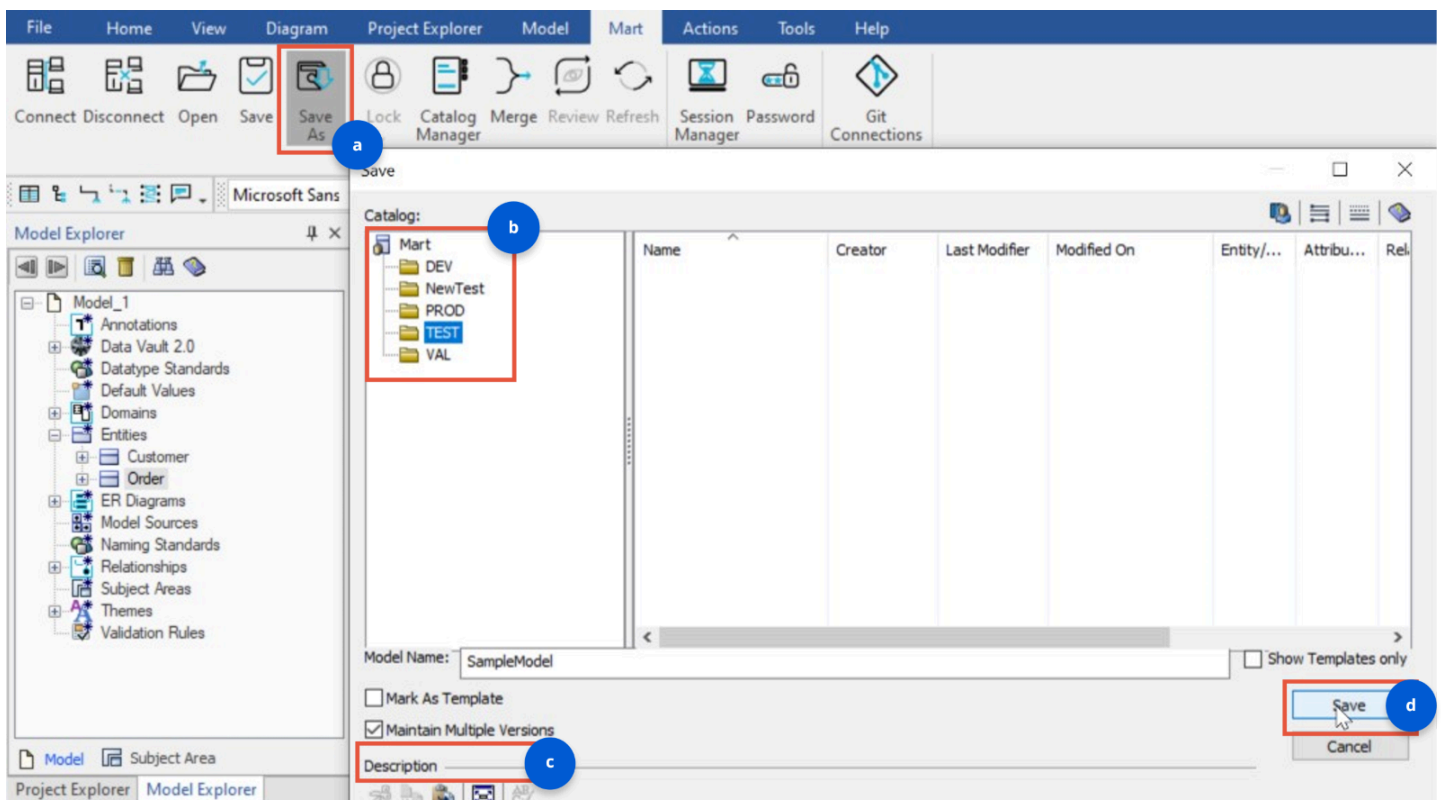 File Home View Diagram Project Explorer Model Mart Actions Tools Help
Connect Disconnect Open Save Save As Lock Catalog Manager Merge Review Refresh Session Manager Password Git Connections
a
Save
Microsoft Sans
Model Explorer
Model_1
Annotations
Data Vault 2.0
Datatype Standards
Default Values
Domains
Entities
Customer
Order
ER Diagrams
Model Sources
Naming Standards
Relationships
Subject Areas
Themes
Validation Rules
Model Subject Area
Project Explorer Model Explorer
Catalog:
b
Mart
DEV
NewTest
PROD
TEST
VAL
Name Creator Last Modifier Modified On Entity/... Attribu... Rel
Model Name: SampleModel
Show Templates only
Mark As Template
Maintain Multiple Versions
Save
d
Cancel
Description
c